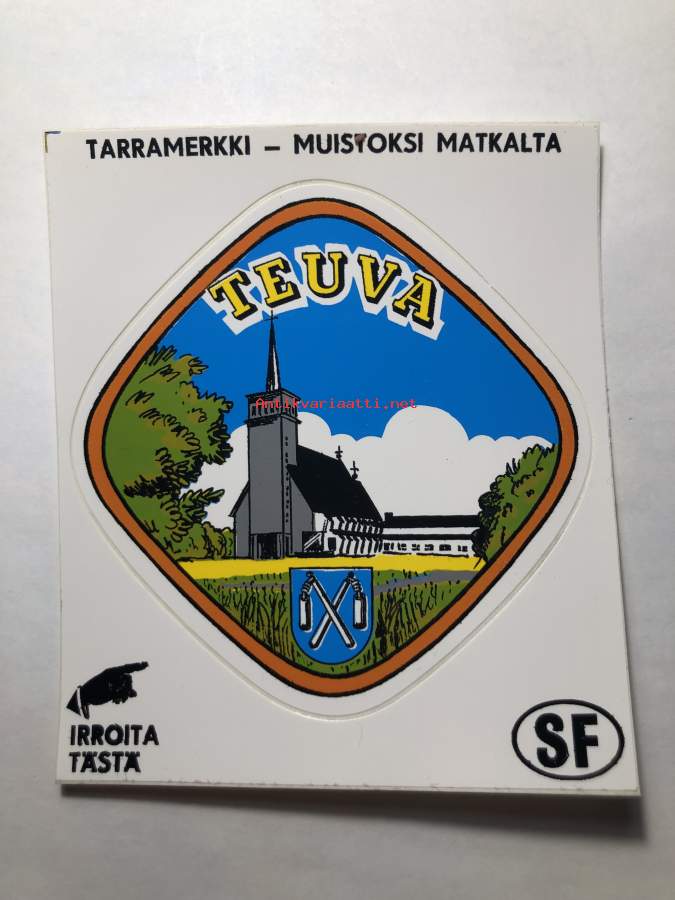 TARRAMERKKI – MUISTOKSI MATKALTA
TEUVA
Antikvariaatti.net
IRROITA
TÄSTÄ
SF